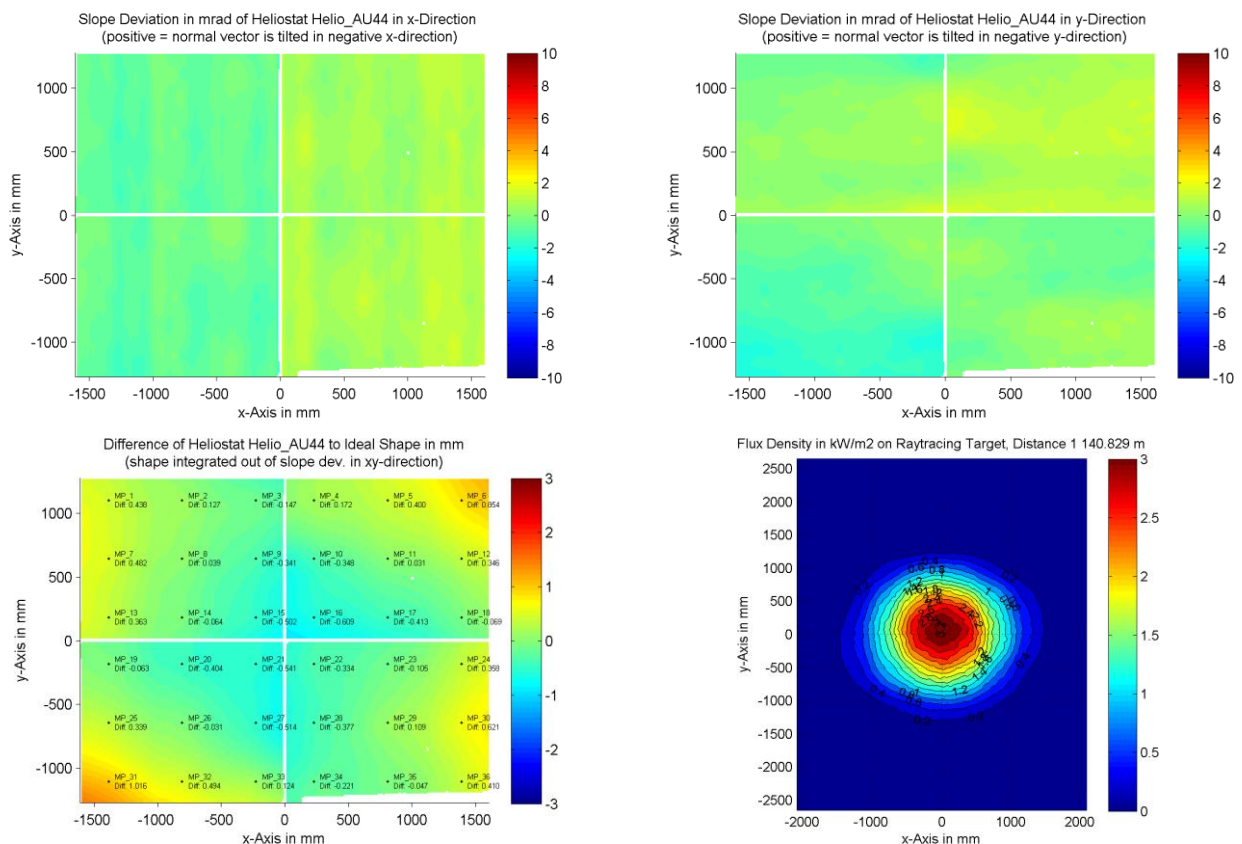 Slope Deviation in mrad of Heliostat Helio_AU44 in x-Direction
(positive = normal vector is tilted in negative x-direction)
10
8
6
4
2
0
-2
-4
-6
-8
-10
1000
500
0
-500
-1000
y-Axis in mm
-1500 -1000 -500 0 500 1000 1500
x-Axis in mm
Slope Deviation in mrad of Heliostat Helio_AU44 in y-Direction
(positive = normal vector is tilted in negative y-direction)
10
8
6
4
2
0
-2
-4
-6
-8
-10
1000
500
0
-500
-1000
y-Axis in mm
-1500 -1000 -500 0 500 1000 1500
x-Axis in mm
Difference of Heliostat Helio_AU44 to Ideal Shape in mm
(shape integrated out of slope dev. in xy-direction)
MP_1 MP_2 MP_3 MP_4 MP_5 MP_6
Diff: 0.438 Diff: 0.127 Diff: -0.147 Diff: 0.172 Diff: 0.400 Diff: 0.854
MP_7 MP_8 MP_9 MP_10 MP_11 MP_12
Diff: 0.482 Diff: 0.039 Diff: -0.341 Diff: -0.348 Diff: 0.031 Diff: 0.346
MP_13 MP_14 MP_15 MP_16 MP_17 MP_18
Diff: 0.363 Diff: -0.064 Diff: -0.502 Diff: -0.609 Diff: -0.413 Diff: -0.069
MP_19 MP_20 MP_21 MP_22 MP_23 MP_24
Diff: -0.063 Diff: -0.404 Diff: -0.541 Diff: -0.334 Diff: -0.105 Diff: 0.358
MP_25 MP_26 MP_27 MP_28 MP_29 MP_30
Diff: 0.339 Diff: -0.031 Diff: -0.514 Diff: -0.377 Diff: 0.109 Diff: 0.621
MP_31 MP_32 MP_33 MP_34 MP_35 MP_36
Diff: 1.016 Diff: 0.494 Diff: 0.124 Diff: -0.221 Diff: -0.047 Diff: 0.410
3
2
1
0
-1
-2
-3
1000
500
0
-500
-1000
y-Axis in mm
-1500 -1000 -500 0 500 1000 1500
x-Axis in mm
Flux Density in kW/m2 on Raytracing Target, Distance 1 140.829 m
3
2.5
2
1.5
1
0.5
0
2500
2000
1500
1000
500
0
-500
-1000
-1500
-2000
-2500
y-Axis in mm
-2000 -1000 0 1000 2000
x-Axis in mm
1.2
1
1.4
1.2